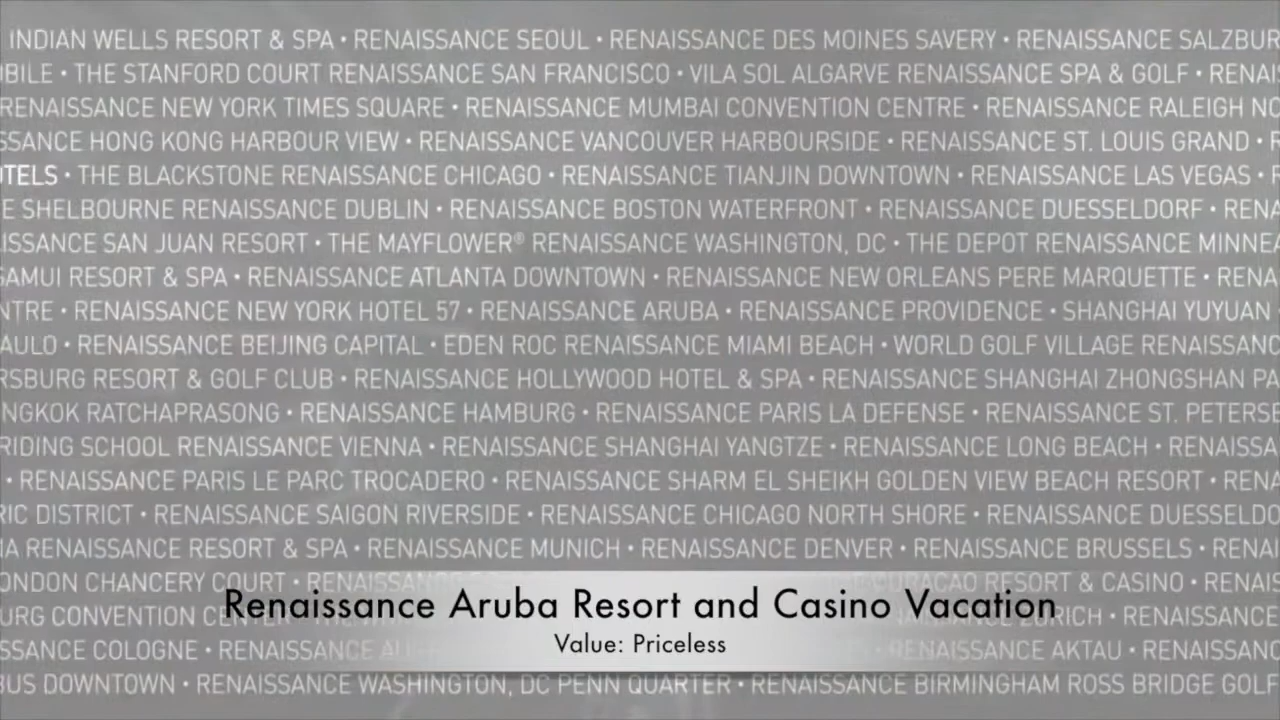 INDIAN WELLS RESORT & SPA • RENAISSANCE SEOUL • RENAISSANCE DES MOINES SAVERY • RENAISSANCE SALZBUR
BILE • THE STANFORD COURT RENAISSANCE SAN FRANCISCO • VILA SOL ALGARVE RENAISSANCE SPA & GOLF • RENAI
RENAISSANCE NEW YORK TIMES SQUARE • RENAISSANCE MUMBAI CONVENTION CENTRE • RENAISSANCE RALEIGH NO
SSANCE HONG KONG HARBOUR VIEW • RENAISSANCE VANCOUVER HARBOURSIDE • RENAISSANCE ST. LOUIS GRAND • R
TELS • THE BLACKSTONE RENAISSANCE CHICAGO • RENAISSANCE TIANJIN DOWNTOWN • RENAISSANCE LAS VEGAS • R
E SHELBOURNE RENAISSANCE DUBLIN • RENAISSANCE BOSTON WATERFRONT • RENAISSANCE DUESSELDORF • RENA
ISSANCE SAN JUAN RESORT • THE MAYFLOWER® RENAISSANCE WASHINGTON, DC • THE DEPOT RENAISSANCE MINNEA
SAMUI RESORT & SPA • RENAISSANCE ATLANTA DOWNTOWN • RENAISSANCE NEW ORLEANS PERE MARQUETTE • RENA
NTRE • RENAISSANCE NEW YORK HOTEL 57 • RENAISSANCE ARUBA • RENAISSANCE PROVIDENCE • SHANGHAI YUYUAN
AULO • RENAISSANCE BEIJING CAPITAL • EDEN ROC RENAISSANCE MIAMI BEACH • WORLD GOLF VILLAGE RENAISSANC
RSBURG RESORT & GOLF CLUB • RENAISSANCE HOLLYWOOD HOTEL & SPA • RENAISSANCE SHANGHAI ZHONGSHAN PA
NGKOK RATCHAPRASONG • RENAISSANCE HAMBURG • RENAISSANCE PARIS LA DEFENSE • RENAISSANCE ST. PETERSB
RIDING SCHOOL RENAISSANCE VIENNA • RENAISSANCE SHANGHAI YANGTZE • RENAISSANCE LONG BEACH • RENAISSA
• RENAISSANCE PARIS LE PARC TROCADERO • RENAISSANCE SHARM EL SHEIKH GOLDEN VIEW BEACH RESORT • RENA
RIC DISTRICT • RENAISSANCE SAIGON RIVERSIDE • RENAISSANCE CHICAGO NORTH SHORE • RENAISSANCE DUESSELDO
IA RENAISSANCE RESORT & SPA • RENAISSANCE MUNICH • RENAISSANCE DENVER • RENAISSANCE BRUSSELS • RENAI
ONDON CHANCERY COURT • RENAISSANCE CURACAO RESORT & CASINO • RENAIS
Renaissance Aruba Resort and Casino Vacation
URG CONVENTION • RENAISSANCE
Value: Priceless
SSANCE COLOGNE • RENAISSANCE • RENAISSANCE AKTAU • RENAISSANC
BUS DOWNTOWN • RENAISSANCE WASHINGTON, DC PENN QUARTER • RENAISSANCE BIRMINGHAM ROSS BRIDGE GOLF